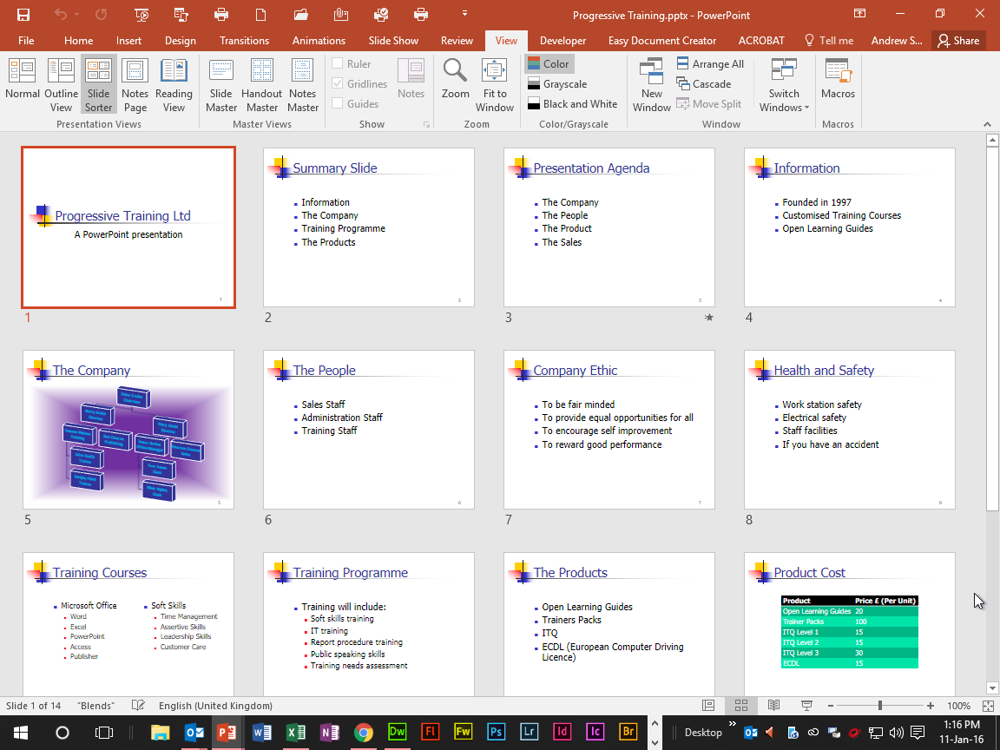 Progressive Training.pptx - PowerPoint
File Home Insert Design Transitions Animations Slide Show Review View Developer Easy Document Creator ACROBAT Tell me Andrew S... Share
Normal Outline View Slide Sorter Notes Page Reading View
Presentation Views
Slide Master Handout Master Notes Master
Master Views
Ruler
Gridlines
Guides
Notes
Show
Zoom Fit to Window
Zoom
Color
Grayscale
Black and White
Color/Grayscale
New Window
Arrange All
Cascade
Move Split
Switch Windows
Window
Macros
Macros
Progressive Training Ltd
A PowerPoint presentation
1
1
Summary Slide
Information
The Company
Training Programme
The Products
2
2
Presentation Agenda
The Company
The People
The Product
The Sales
3
3
Information
Founded in 1997
Customised Training Courses
Open Learning Guides
4
4
The Company
5
5
The People
Sales Staff
Administration Staff
Training Staff
6
6
Company Ethic
To be fair minded
To provide equal opportunities for all
To encourage self improvement
To reward good performance
7
7
Health and Safety
Work station safety
Electrical safety
Staff facilities
If you have an accident
8
8
Training Courses
Microsoft Office
Word
Excel
PowerPoint
Access
Publisher
Soft Skills
Time Management
Assertive Skills
Leadership Skills
Customer Care
Training Programme
Training will include:
Soft skills training
IT training
Report procedure training
Public speaking skills
Training needs assessment
The Products
Open Learning Guides
Trainers Packs
ITQ
ECDL (European Computer Driving
Licence)
Product Cost
Product Price £ (Per Unit)
Open Learning Guides 20
Trainer Packs 100
ITQ Level 1 15
ITQ Level 2 15
ITQ Level 3 30
ECDL 15
Slide 1 of 14 "Blends" English (United Kingdom) 100%
Dw Fl Fw Ps Lr Id Ic Br Desktop
1:16 PM
11-Jan-16